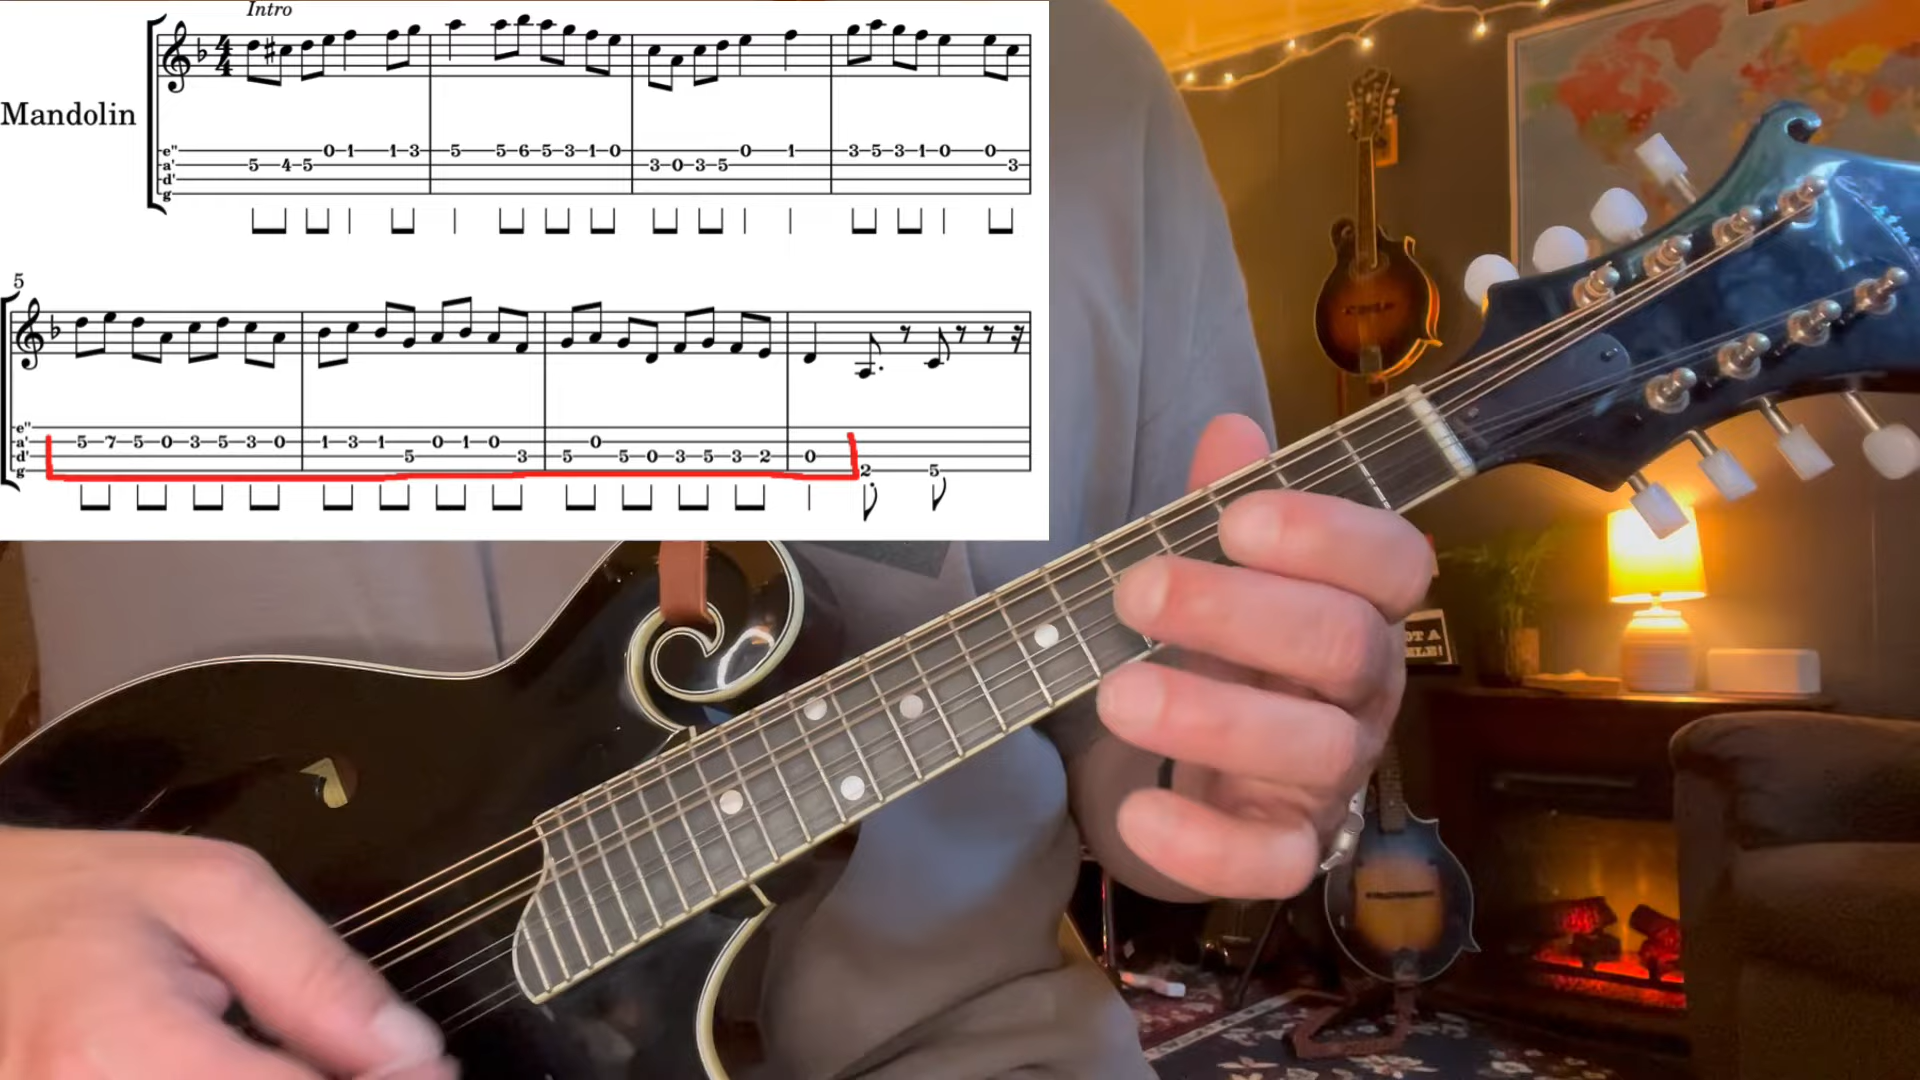 Intro
4
4
Mandolin
e" 0 1 1 3 5 5 6 5 3 1 0 0 1 3 5 3 1 0 0
a' 5 4 5 3 0 3 5 3
d'
g
5
e"
a' 5 7 5 0 3 5 3 0 1 3 1 0 1 0 0
d' 5 3 5 5 0 3 5 3 2 0
g 2 5
OT A